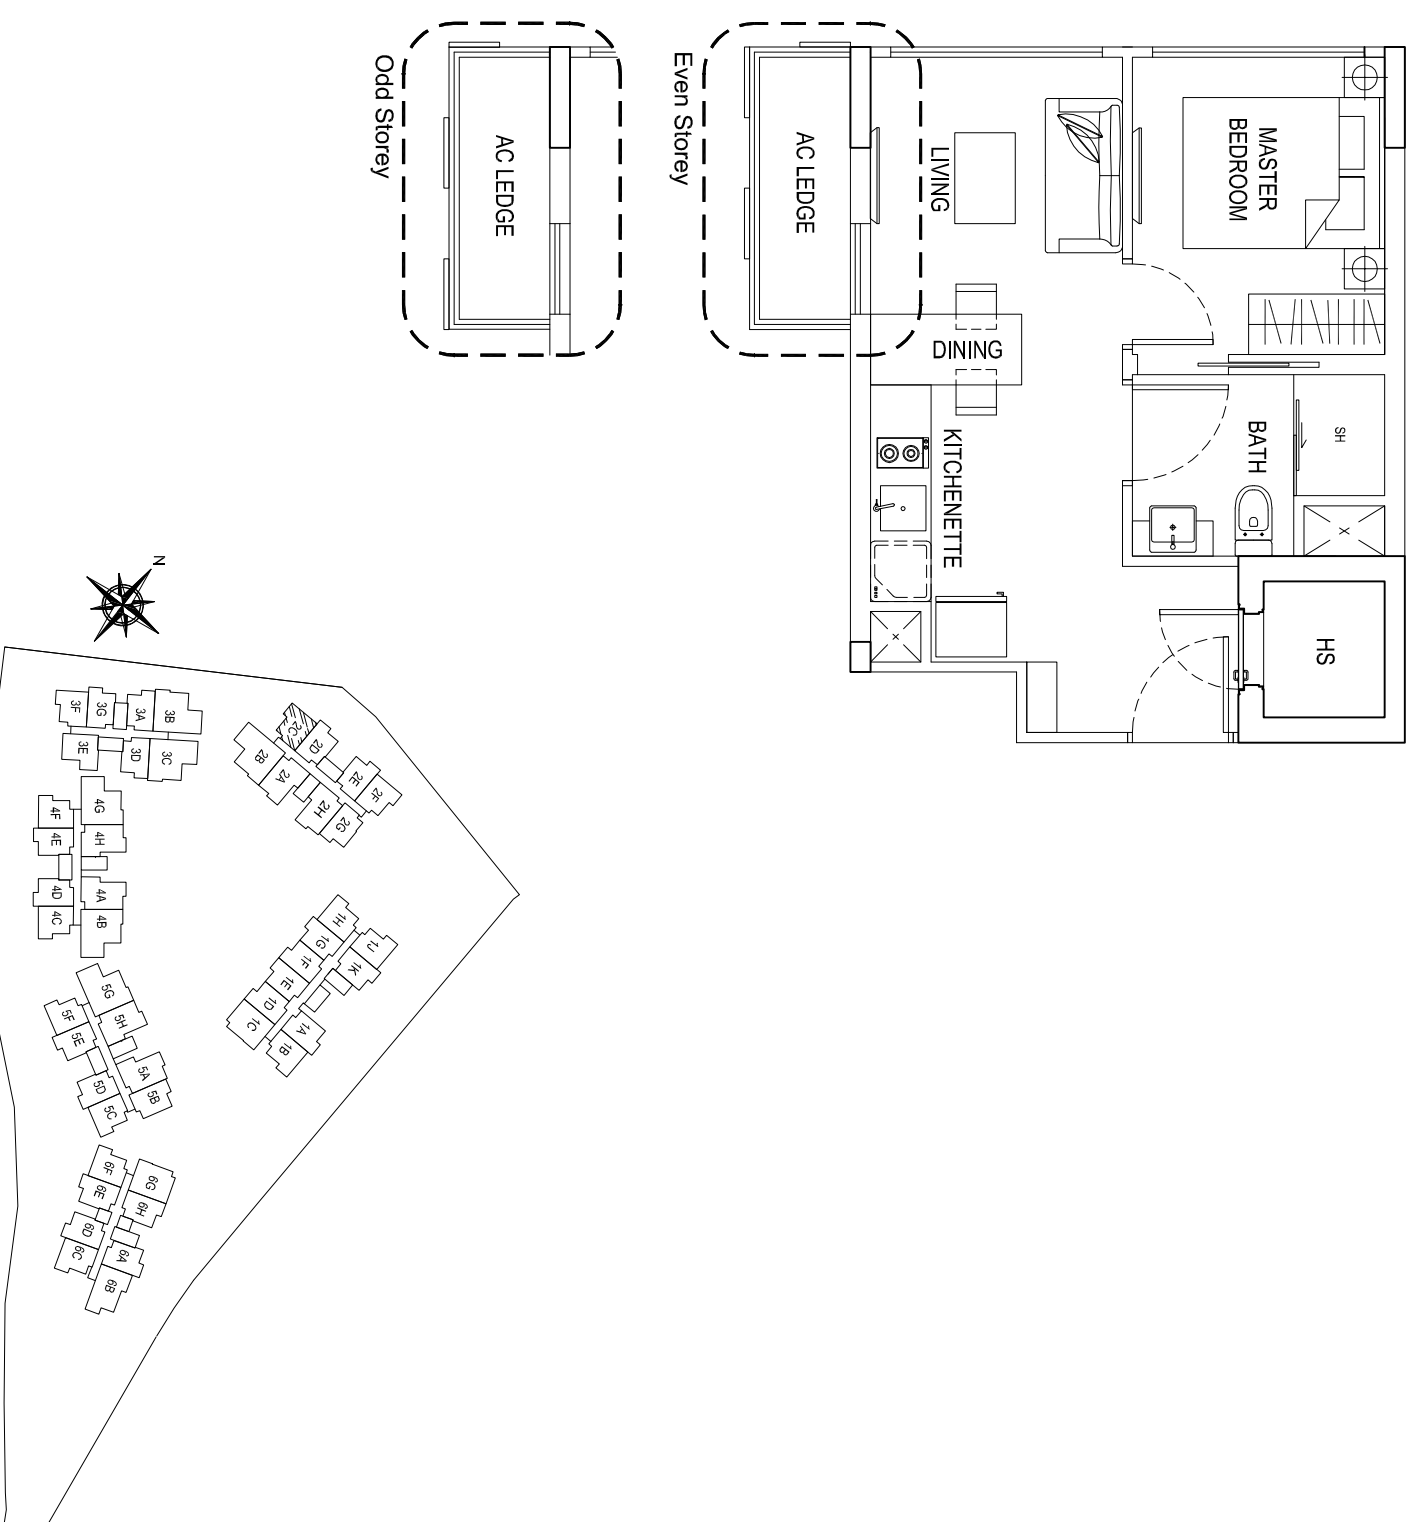 MASTER
BEDROOM
LIVING
AC LEDGE
Even Storey
AC LEDGE
Odd Storey
DINING
KITCHENETTE
BATH
SH
X
X
HS
N
3F
3G
3A
3B
3E
3D
3C
2C
2D
2B
2A
2E
2F
2H
2G
4G
4F
4H
4E
4D
4A
4C
4B
1H
1G
1F
1E
1D
1C
1J
1K
1A
1B
5G
5H
5F
5E
5A
5B
5D
5C
6F
6E
6G
6H
6D
6C
6A
6B